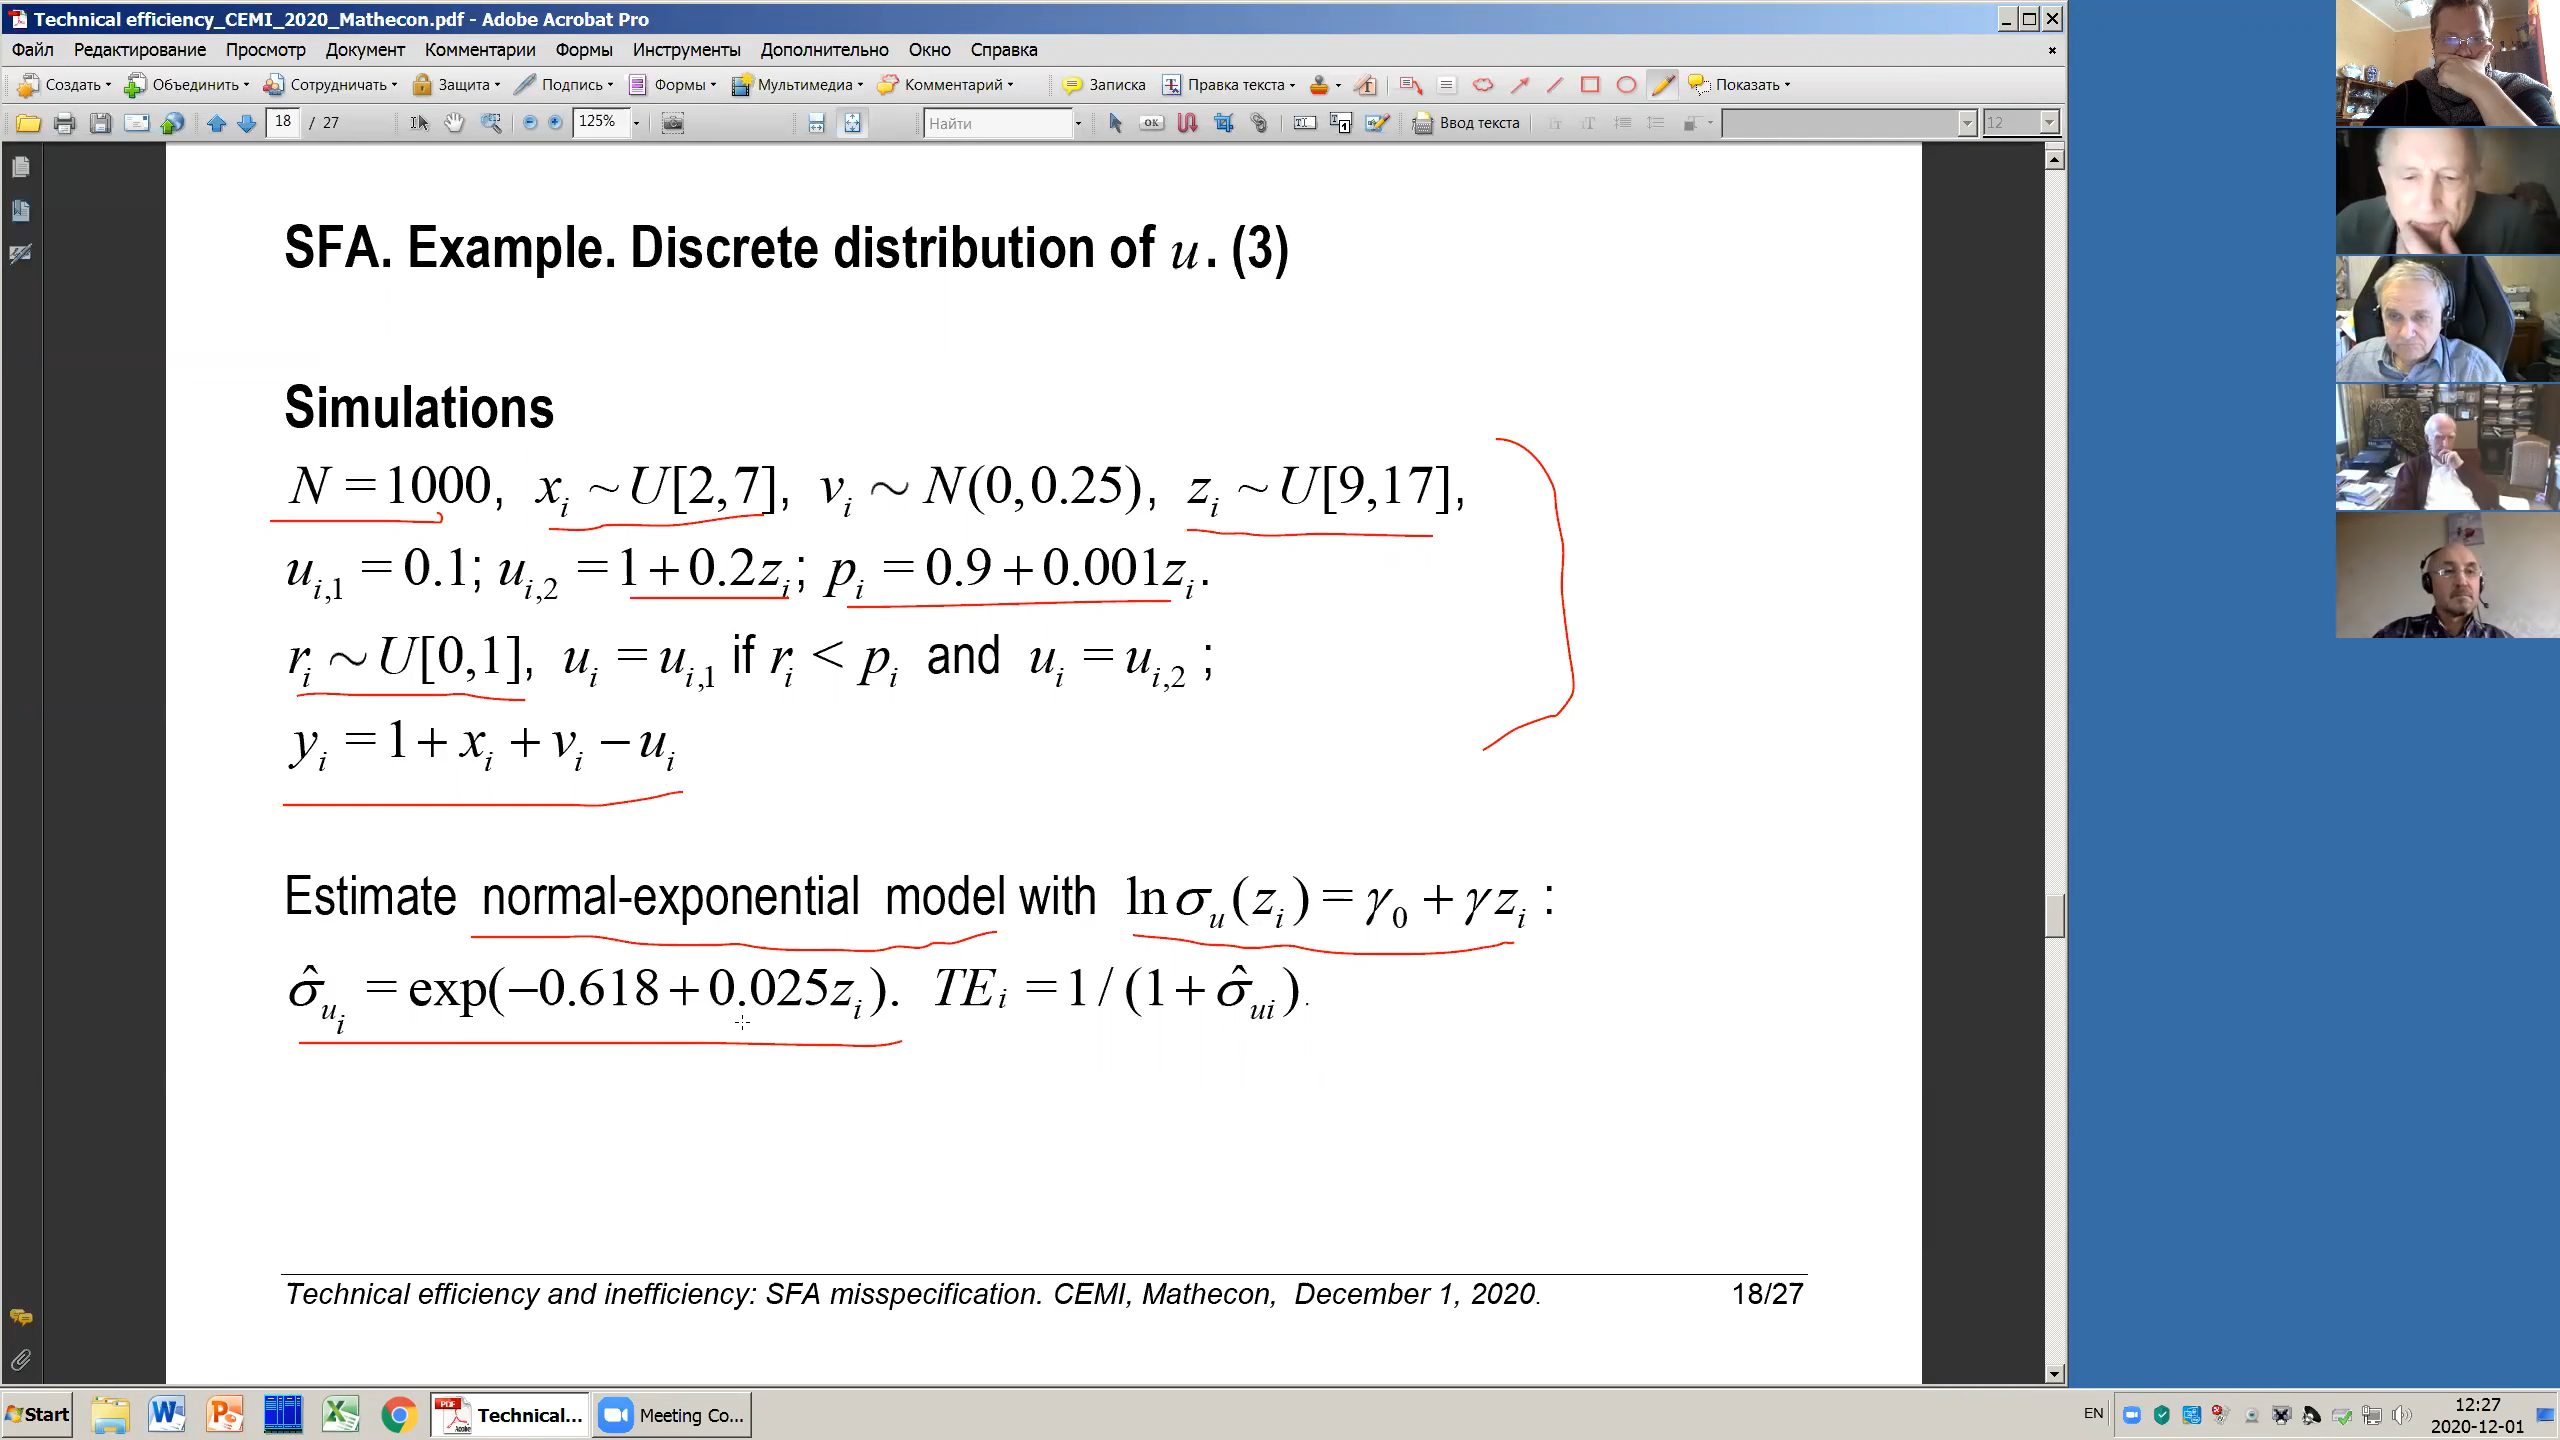 Technical efficiency_CEMI_2020_Mathecon.pdf - Adobe Acrobat Pro
Файл Редактирование Просмотр Документ Комментарии Формы Инструменты Дополнительно Окно Справка
Создать Объединить Сотрудничать Защита Подпись Формы Мультимедиа Комментарий Записка Правка текста Показать
18 / 27 125% Найти OK Ввод текста 12
SFA. Example. Discrete distribution of u. (3)
Simulations
N = 1000, x_i ~ U[2,7], v_i ~ N(0,0.25), z_i ~ U[9,17],
u_{i,1} = 0.1; u_{i,2} = 1+0.2z_i; p_i = 0.9+0.001z_i.
r_i ~ U[0,1], u_i = u_{i,1} if r_i < p_i and u_i = u_{i,2} ;
y_i = 1+ x_i + v_i − u_i
Estimate normal-exponential model with ln σ_u(z_i) = γ_0 + γ z_i :
σ̂_{u_i} = exp(−0.618+0.025z_i). TE_i = 1/(1+σ̂_{ui}).
Technical efficiency and inefficiency: SFA misspecification. CEMI, Mathecon, December 1, 2020. 18/27
Start Technical... Meeting Co... EN 12:27
2020-12-01